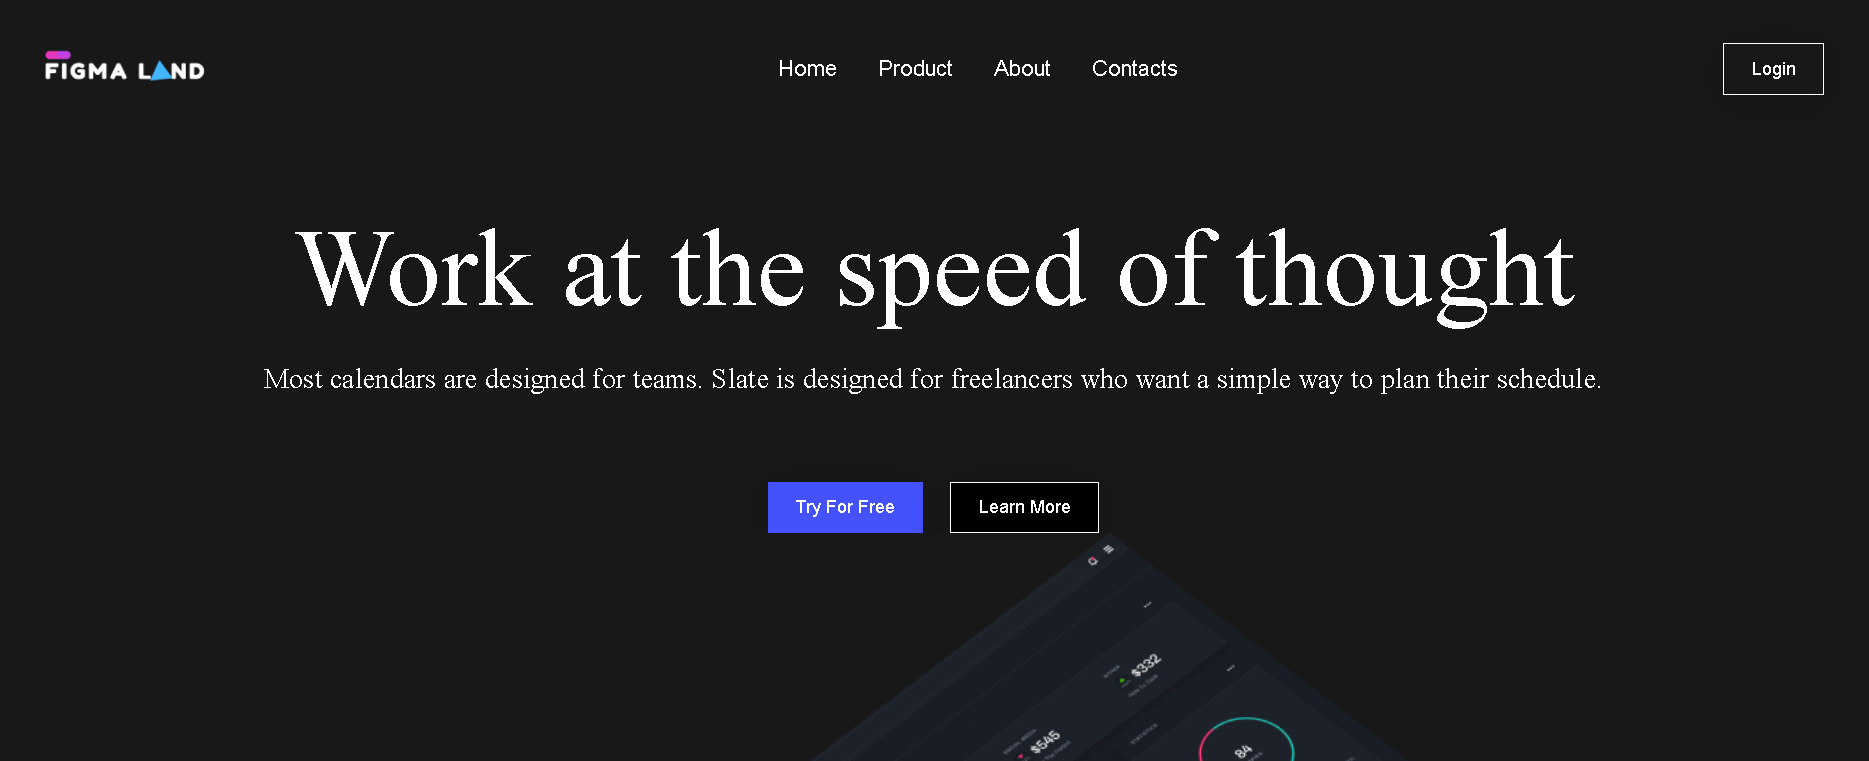 FIGMA LAND
Home Product About Contacts
Login
Work at the speed of thought
Most calendars are designed for teams. Slate is designed for freelancers who want a simple way to plan their schedule.
Try For Free
Learn More
$332
$545
STATISTICS
84